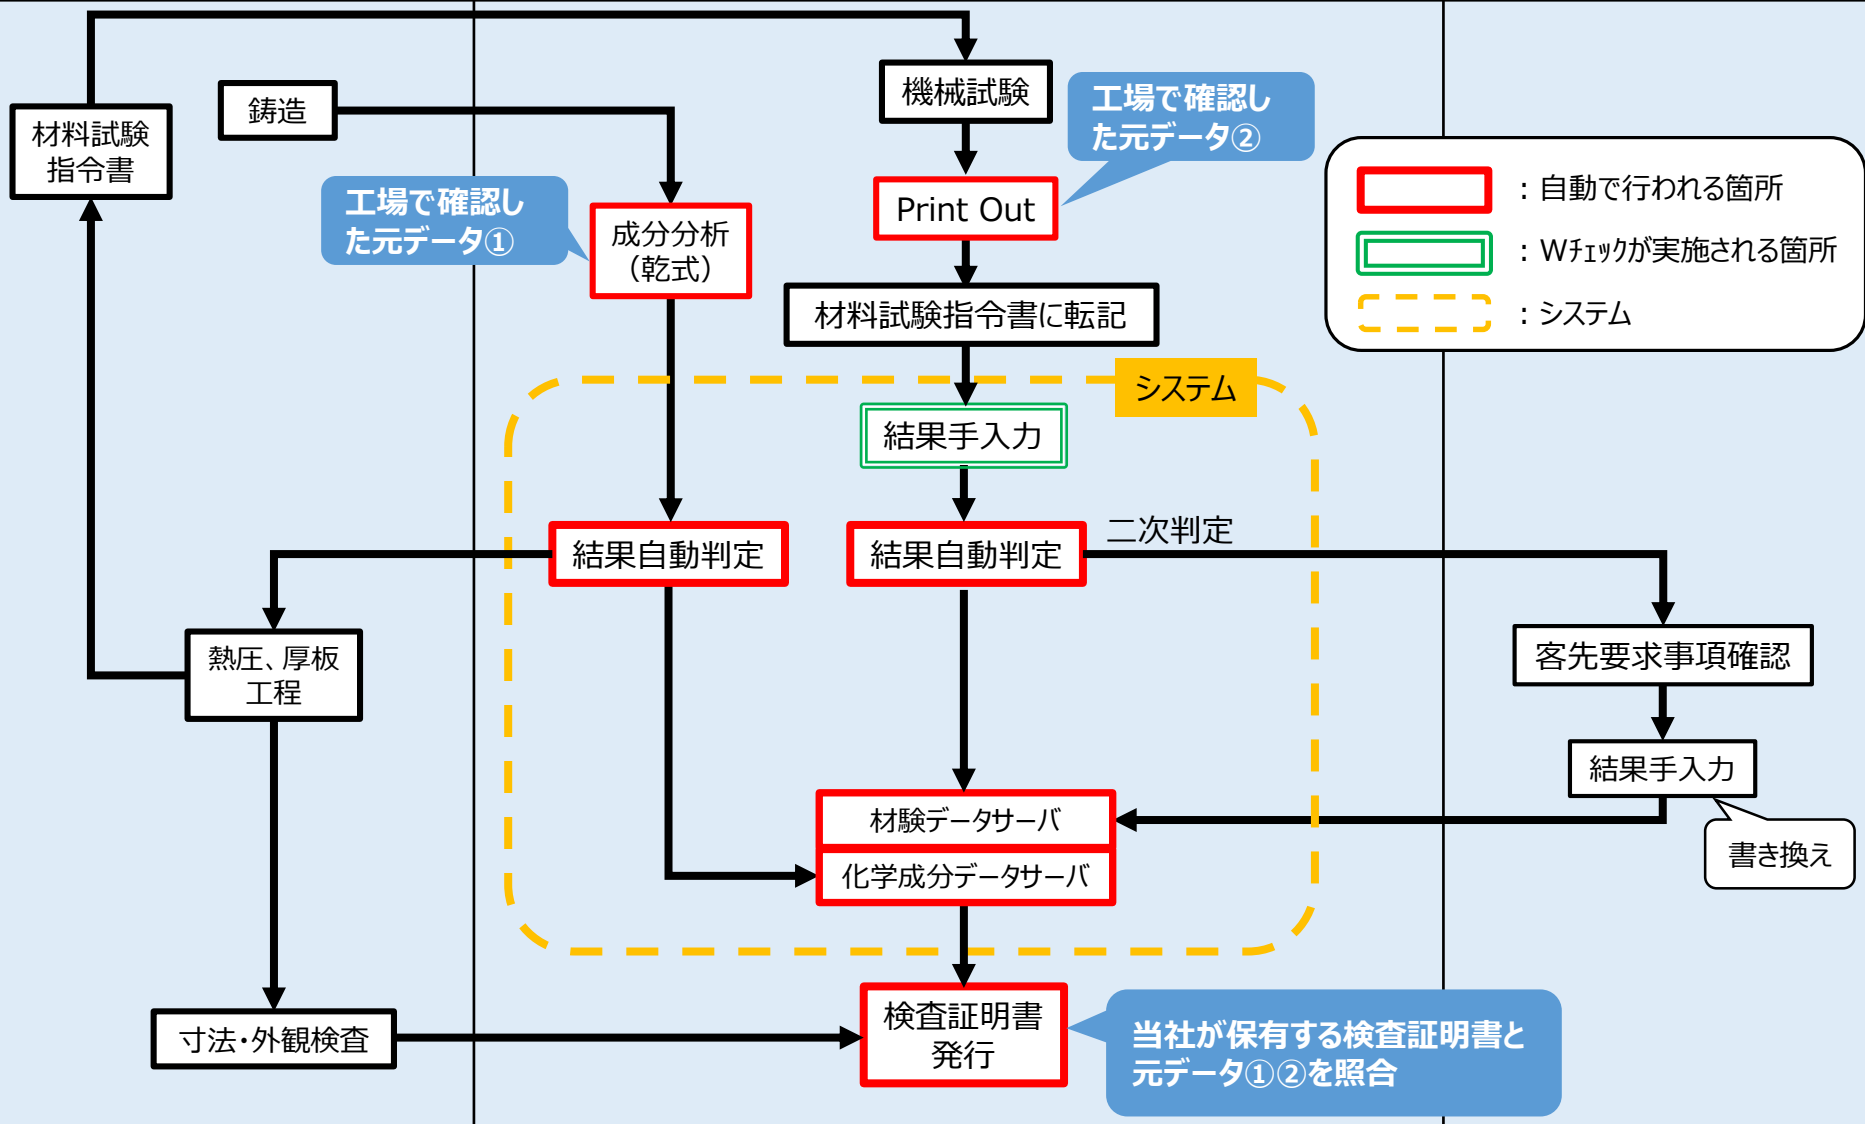 機械試験
鋳造
材料試験
指令書
工場で確認し
た元データ②
工場で確認し
た元データ①
成分分析
（乾式）
Print Out
材料試験指令書に転記
：自動で行われる箇所
：Wﾁｪｯｸが実施される箇所
：システム
システム
結果手入力
結果自動判定
結果自動判定
二次判定
熱圧、厚板
工程
客先要求事項確認
結果手入力
書き換え
材験データサーバ
化学成分データサーバ
寸法・外観検査
検査証明書
発行
当社が保有する検査証明書と
元データ①②を照合